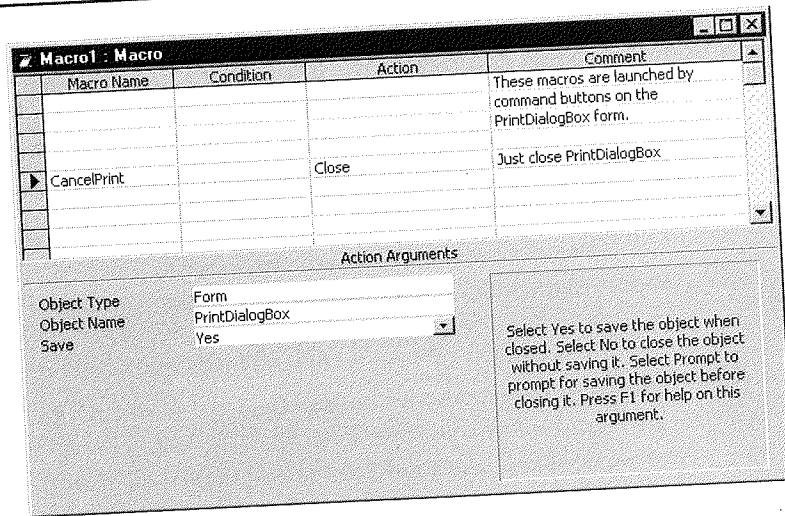 Macro1 : Macro
Macro Name Condition Action Comment
These macros are launched by
command buttons on the
PrintDialogBox form.
CancelPrint Close Just close PrintDialogBox
Action Arguments
Object Type Form
Object Name PrintDialogBox
Save Yes
Select Yes to save the object when
closed. Select No to close the object
without saving it. Select Prompt to
prompt for saving the object before
closing it. Press F1 for help on this
argument.